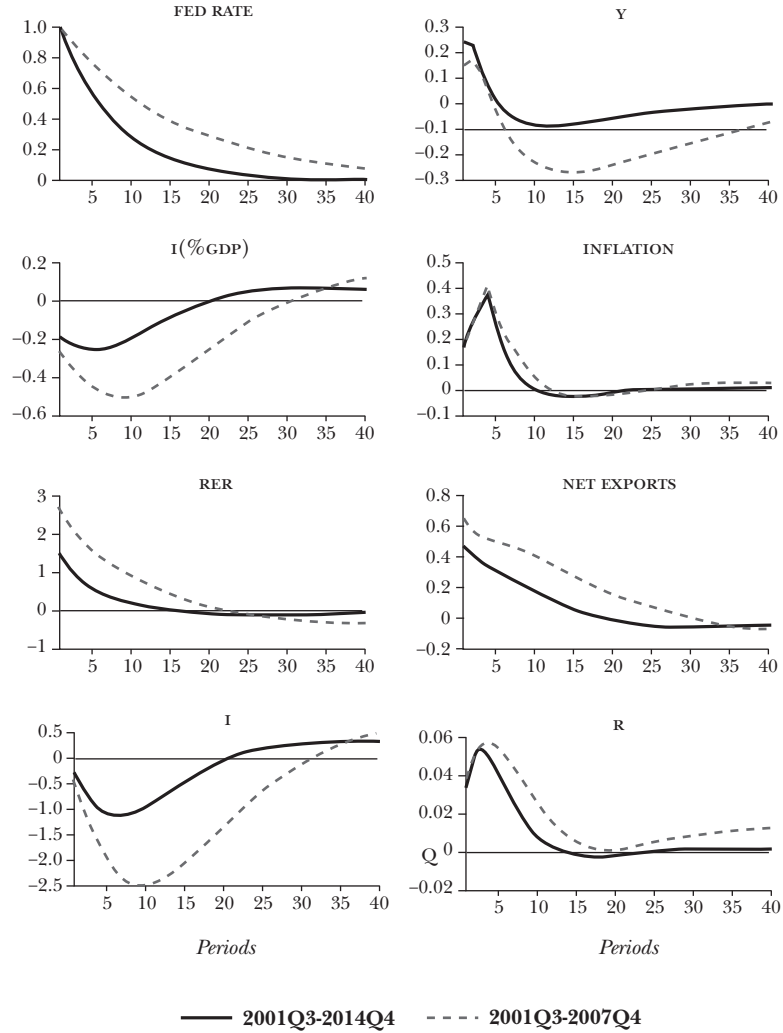 FED RATE
1.0
0.8
0.6
0.4
0.2
0
5 10 15 20 25 30 35 40
Y
0.3
0.2
0.1
0
−0.1
−0.2
−0.3
5 10 15 20 25 30 35 40
I(%GDP)
0.2
0
−0.2
−0.4
−0.6
5 10 15 20 25 30 35 40
INFLATION
0.5
0.4
0.3
0.2
0.1
0
−0.1
5 10 15 20 25 30 35 40
RER
3
2
1
0
−1
5 10 15 20 25 30 35 40
NET EXPORTS
0.8
0.6
0.4
0.2
0
−0.2
5 10 15 20 25 30 35 40
I
0.5
0
−0.5
−1.0
−1.5
−2.0
−2.5
5 10 15 20 25 30 35 40
Periods
R
0.06
0.04
0.02
Q 0
−0.02
5 10 15 20 25 30 35 40
Periods
2001Q3-2014Q4 2001Q3-2007Q4